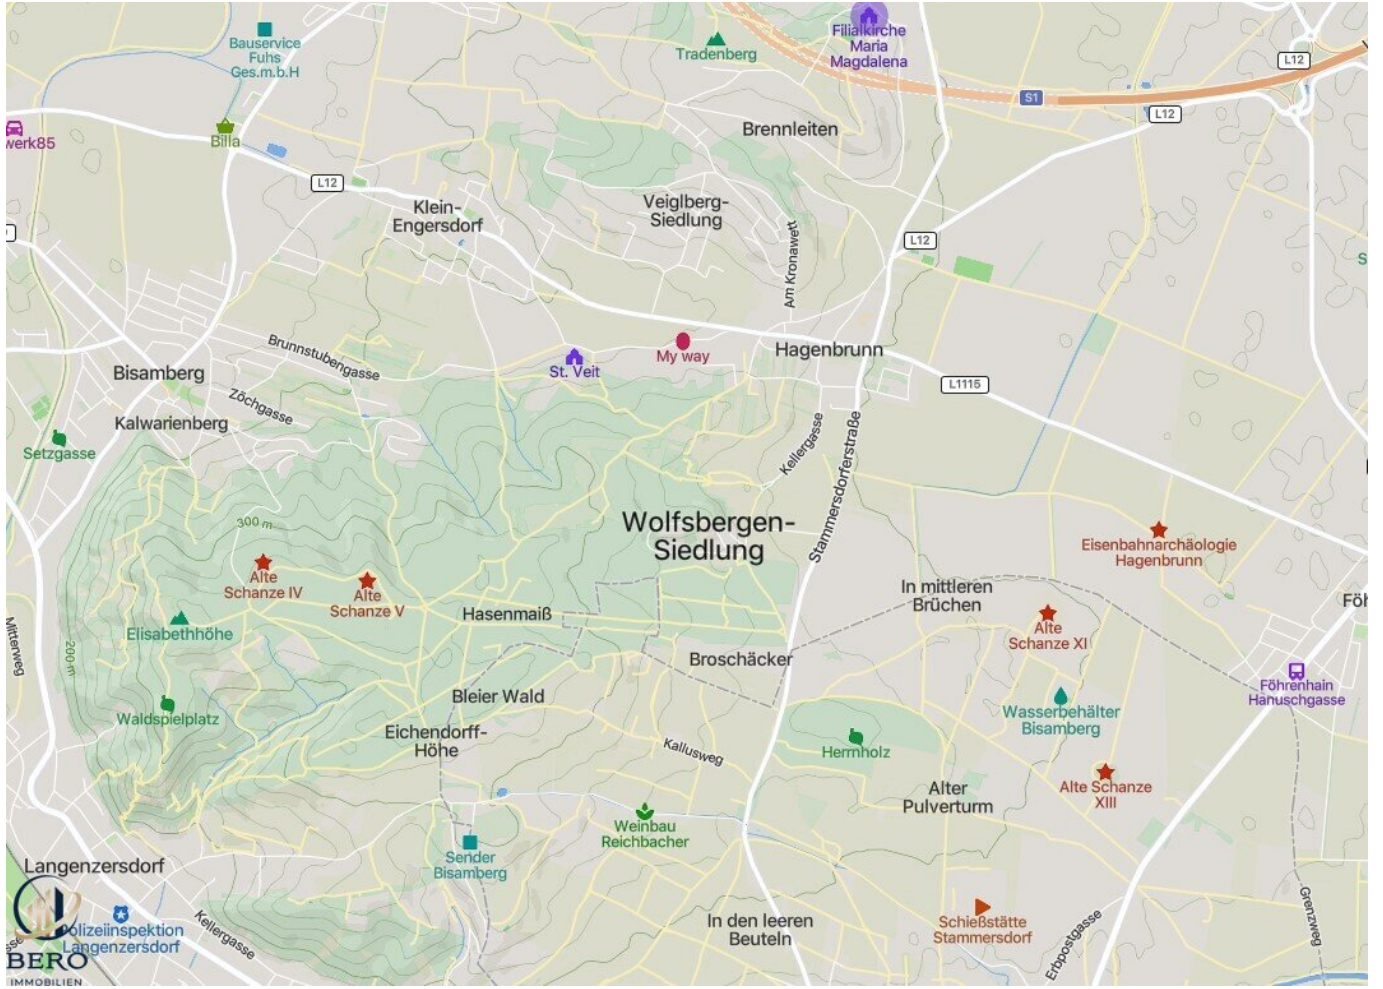 Bauservice
Fuhs
Ges.m.b.H
Tradenberg
Filialkirche
Maria
Magdalena
L12
S1
L12
werk85
Billa
Brennleiten
L12
Klein-
Engersdorf
Veiglberg-
Siedlung
Am Kronawett
L12
S
Brunnstubengasse
St. Veit
My way
Hagenbrunn
L1115
Bisamberg
Zöchgasse
Kalwarienberg
Setzgasse
Kellergasse
Stammersdorferstraße
300 m
Wolfsbergen-
Siedlung
Eisenbahnarchäologie
Hagenbrunn
Alte
Schanze IV
Alte
Schanze V
Hasenmaiß
In mittleren
Brüchen
Föh
Alte
Schanze XI
Elisabethhöhe
Mitterweg
200 m
Broschäcker
Föhrenhain
Hanuschgasse
Waldspielplatz
Bleier Wald
Eichendorff-
Höhe
Kallusweg
Herrnholz
Wasserbehälter
Bisamberg
Alter
Pulverturm
Alte Schanze
XIII
Weinbau
Reichbacher
Sender
Bisamberg
Langenzersdorf
Polizeiinspektion
Langenzersdorf
Kellergasse
In den leeren
Beuteln
Schießstätte
Stammersdorf
Erbpostgasse
Grenzweg
sse
BERO
IMMOBILIEN